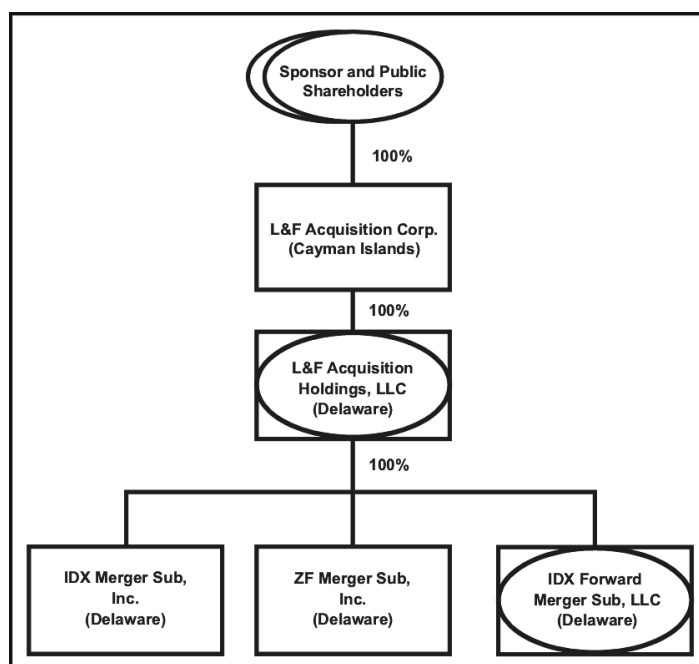 Sponsor and Public
Shareholders
100%
L&F Acquisition Corp.
(Cayman Islands)
100%
L&F Acquisition
Holdings, LLC
(Delaware)
100%
IDX Merger Sub,
Inc.
(Delaware)
ZF Merger Sub,
Inc.
(Delaware)
IDX Forward
Merger Sub, LLC
(Delaware)